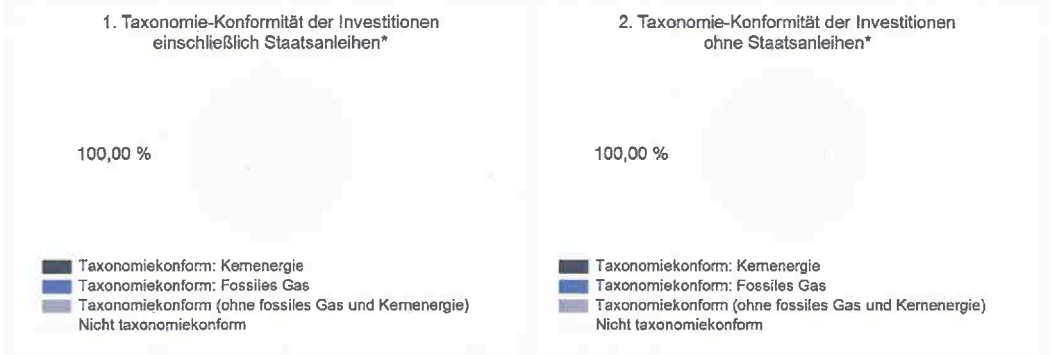 1. Taxonomie-Konformität der Investitionen
einschließlich Staatsanleihen*
100,00 %
Taxonomiekonform: Kernenergie
Taxonomiekonform: Fossiles Gas
Taxonomiekonform (ohne fossiles Gas und Kernenergie)
Nicht taxonomiekonform
2. Taxonomie-Konformität der Investitionen
ohne Staatsanleihen*
100,00 %
Taxonomiekonform: Kernenergie
Taxonomiekonform: Fossiles Gas
Taxonomiekonform (ohne fossiles Gas und Kernenergie)
Nicht taxonomiekonform